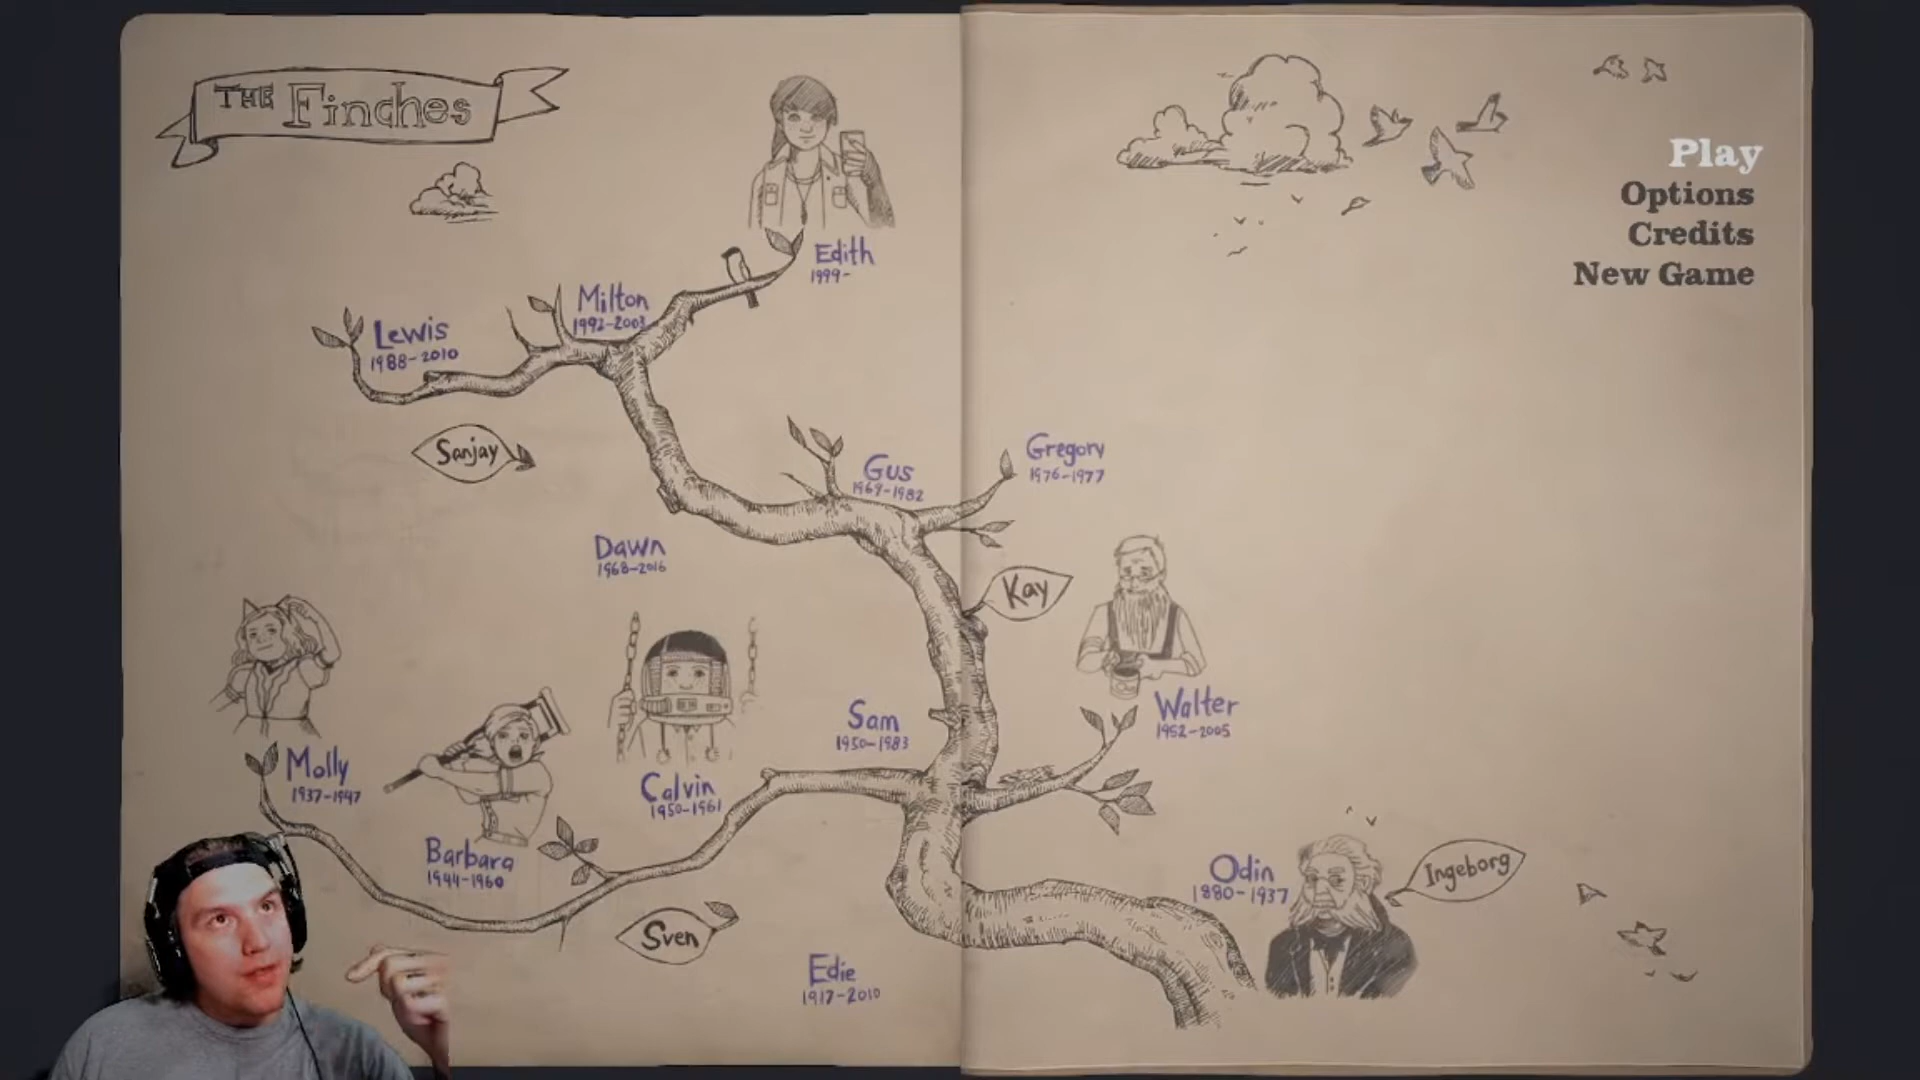 THE Finches
Play
Options
Credits
New Game
Edith
1999-
Milton
1992-2003
Lewis
1988-2010
Sanjay
Gregory
1976-1977
Gus
1969-1982
Dawn
1968-2016
Kay
Walter
1952-2005
Sam
1950-1983
Calvin
1950-1961
Molly
1937-1947
Barbara
1944-1960
Odin
1880-1937
Ingeborg
Sven
Edie
1917-2010